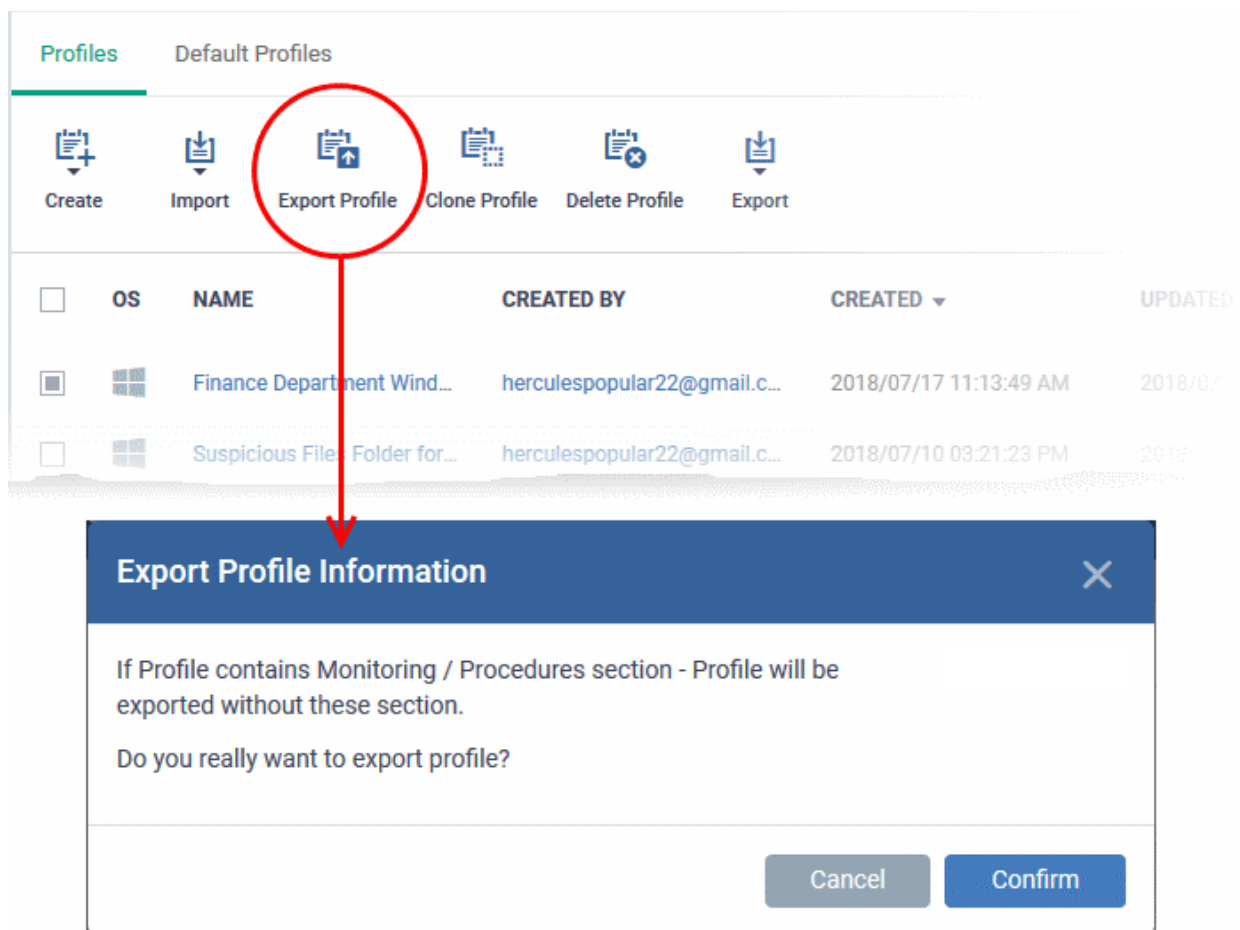 Profiles Default Profiles
Create Import Export Profile Clone Profile Delete Profile Export
OS NAME CREATED BY CREATED UPDATED
Finance Department Wind... herculespopular22@gmail.c... 2018/07/17 11:13:49 AM 2018/0
Suspicious Files Folder for... herculespopular22@gmail.c... 2018/07/10 03:21:23 PM
Export Profile Information
If Profile contains Monitoring / Procedures section - Profile will be
exported without these section.
Do you really want to export profile?
Cancel Confirm